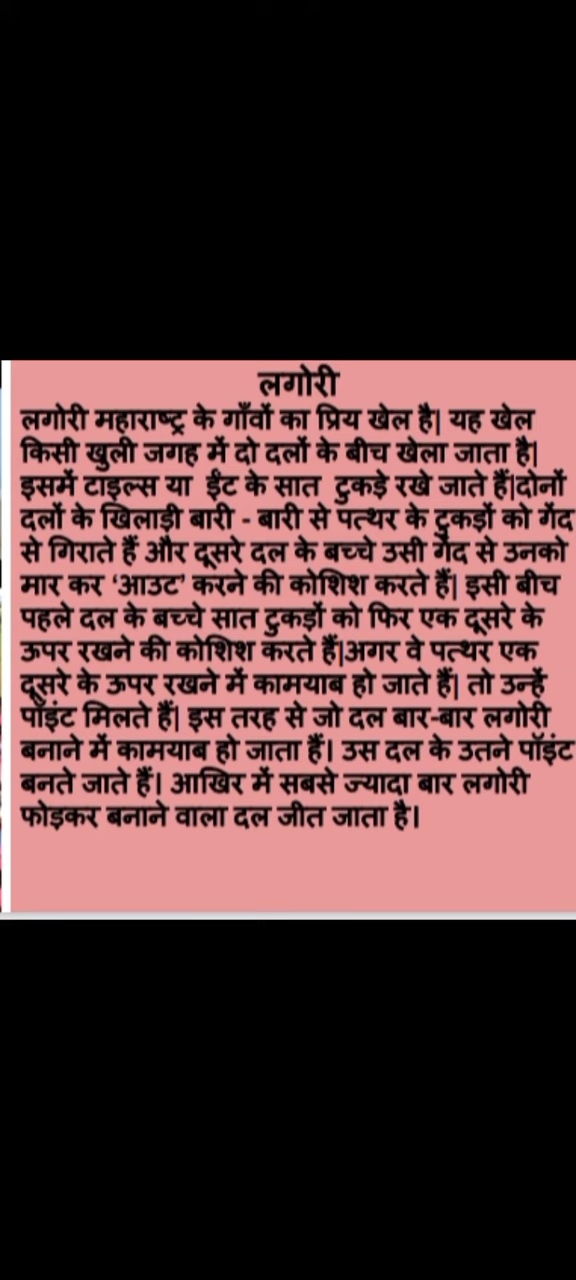 लगोरी
लगोरी महाराष्ट्र के गाँवों का प्रिय खेल है| यह खेल
किसी खुली जगह में दो दलों के बीच खेला जाता है|
इसमें टाइल्स या ईंट के सात टुकड़े रखे जाते हैं|दोनों
दलों के खिलाड़ी बारी - बारी से पत्थर के टुकड़ों को गेंद
से गिराते हैं और दूसरे दल के बच्चे उसी गेंद से उनको
मार कर ‘आउट’ करने की कोशिश करते हैं| इसी बीच
पहले दल के बच्चे सात टुकड़ों को फिर एक दूसरे के
ऊपर रखने की कोशिश करते हैं|अगर वे पत्थर एक
दूसरे के ऊपर रखने में कामयाब हो जाते हैं| तो उन्हें
पॉइंट मिलते हैं| इस तरह से जो दल बार-बार लगोरी
बनाने में कामयाब हो जाता हैं। उस दल के उतने पॉइंट
बनते जाते हैं। आखिर में सबसे ज्यादा बार लगोरी
फोड़कर बनाने वाला दल जीत जाता है।